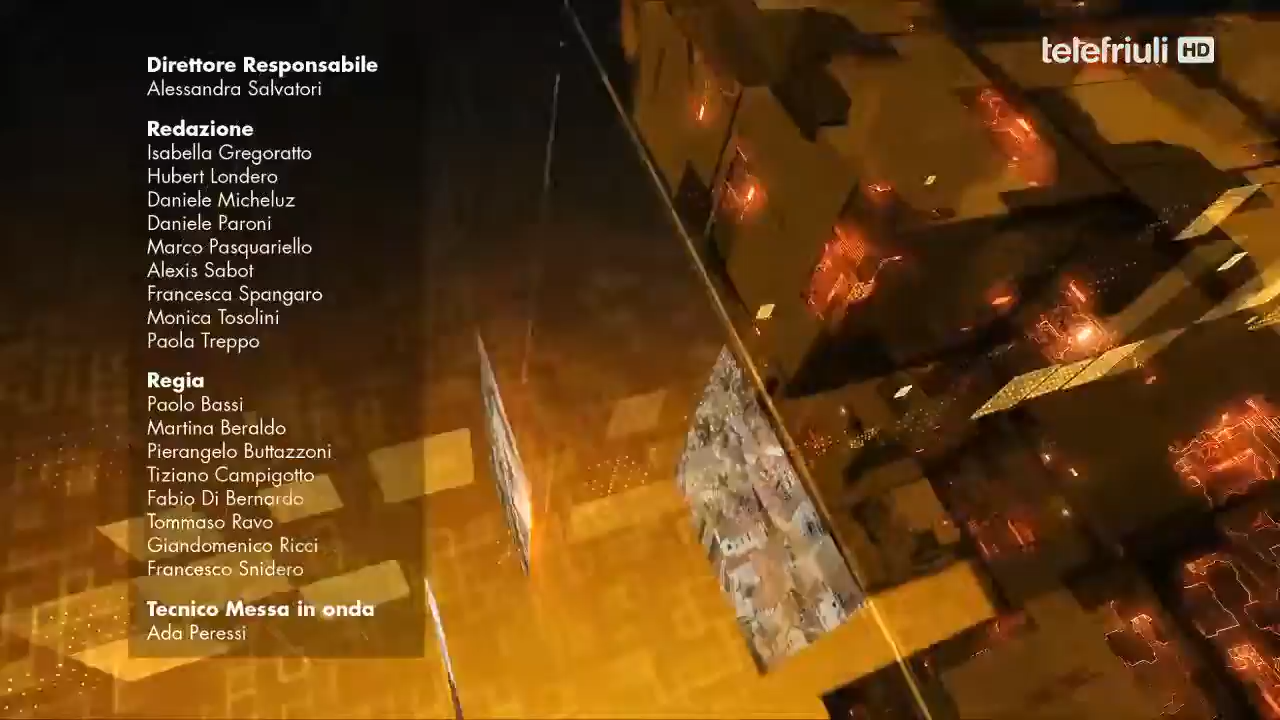 Direttore Responsabile
Alessandra Salvatori
Redazione
Isabella Gregoratto
Hubert Londero
Daniele Micheluz
Daniele Paroni
Marco Pasquariello
Alexis Sabot
Francesca Spangaro
Monica Tosolini
Paola Treppo
Regia
Paolo Bassi
Martina Beraldo
Pierangelo Buttazzoni
Tiziano Campigotto
Fabio Di Bernardo
Tommaso Ravo
Giandomenico Ricci
Francesco Snidero
Tecnico Messa in onda
Ada Peressi
telefriuli HD